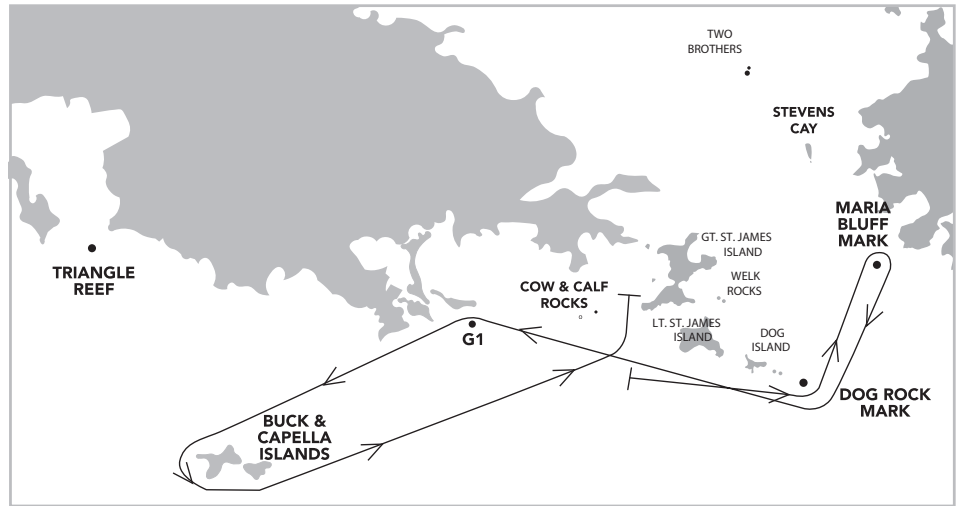 TWO
BROTHERS
STEVENS
CAY
MARIA
BLUFF
MARK
GT. ST. JAMES
ISLAND
TRIANGLE
REEF
WELK
ROCKS
COW & CALF
ROCKS
LT. ST. JAMES
ISLAND
DOG
ISLAND
G1
DOG ROCK
MARK
BUCK &
CAPELLA
ISLANDS